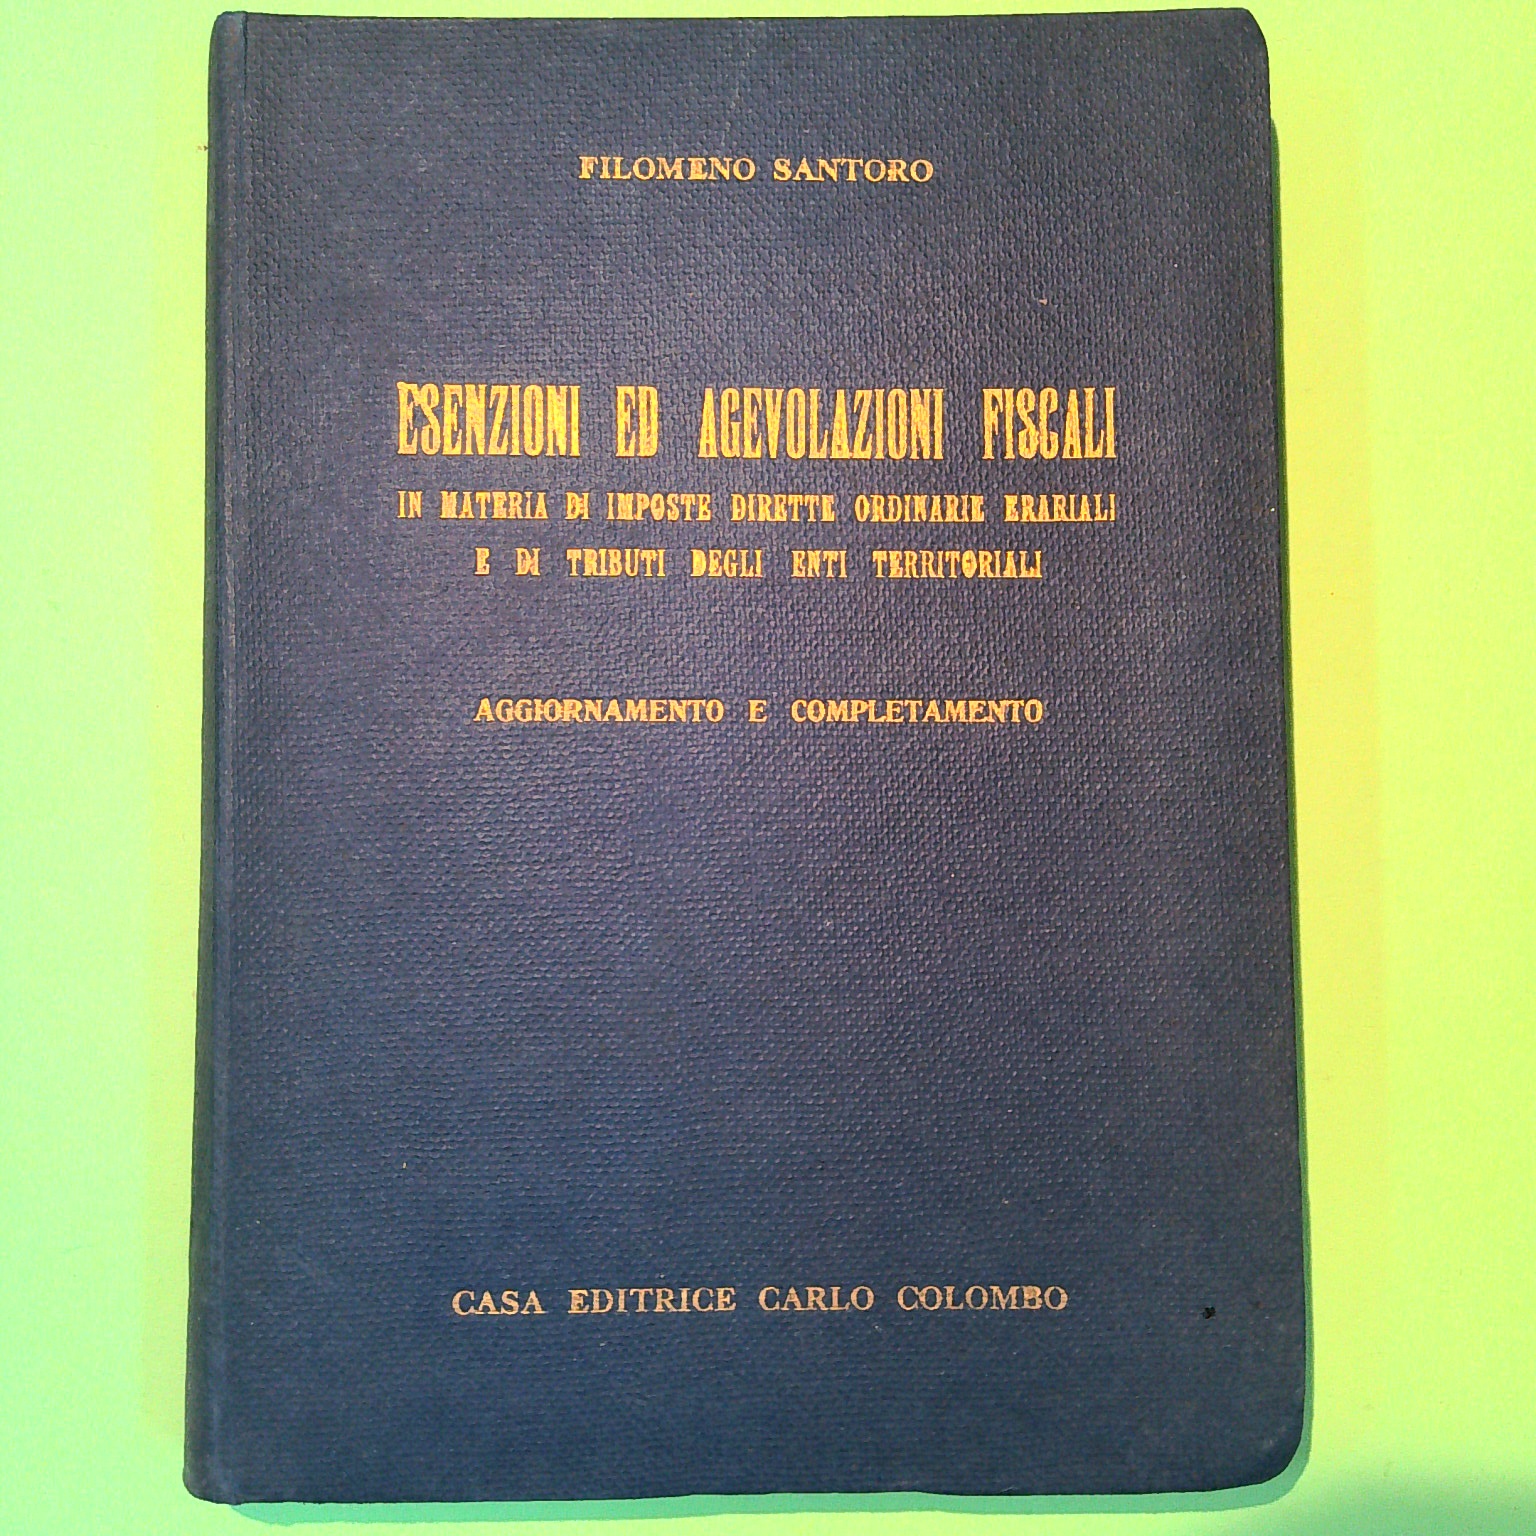 FILOMENO SANTORO
ESENZIONI ED AGEVOLAZIONI FISCALI
IN MATERIA DI IMPOSTE DIRETTE ORDINARIE ERARIALI
E DI TRIBUTI DEGLI ENTI TERRITORIALI
AGGIORNAMENTO E COMPLETAMENTO
CASA EDITRICE CARLO COLOMBO